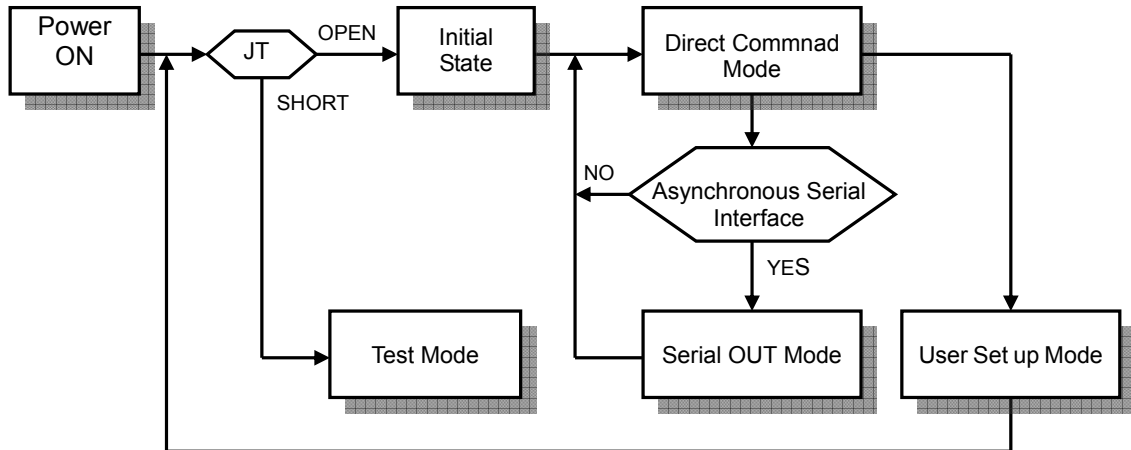 Power
ON
JT
OPEN
SHORT
Initial
State
Direct Commnad
Mode
NO
Asynchronous Serial
Interface
YES
Test Mode
Serial OUT Mode
User Set up Mode